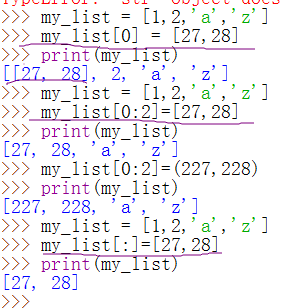 TypeError: 'str' object does
>>> my_list = [1,2,'a','z']
>>> my_list[0] = [27,28]
>>> print(my_list)
[[27, 28], 2, 'a', 'z']
>>> my_list = [1,2,'a','z']
>>> my_list[0:2]=[27,28]
>>> print(my_list)
[27, 28, 'a', 'z']
>>> my_list[0:2]=(227,228)
>>> print(my_list)
[227, 228, 'a', 'z']
>>> my_list = [1,2,'a','z']
>>> my_list[:]=[27,28]
>>> print(my_list)
[27, 28]
>>>